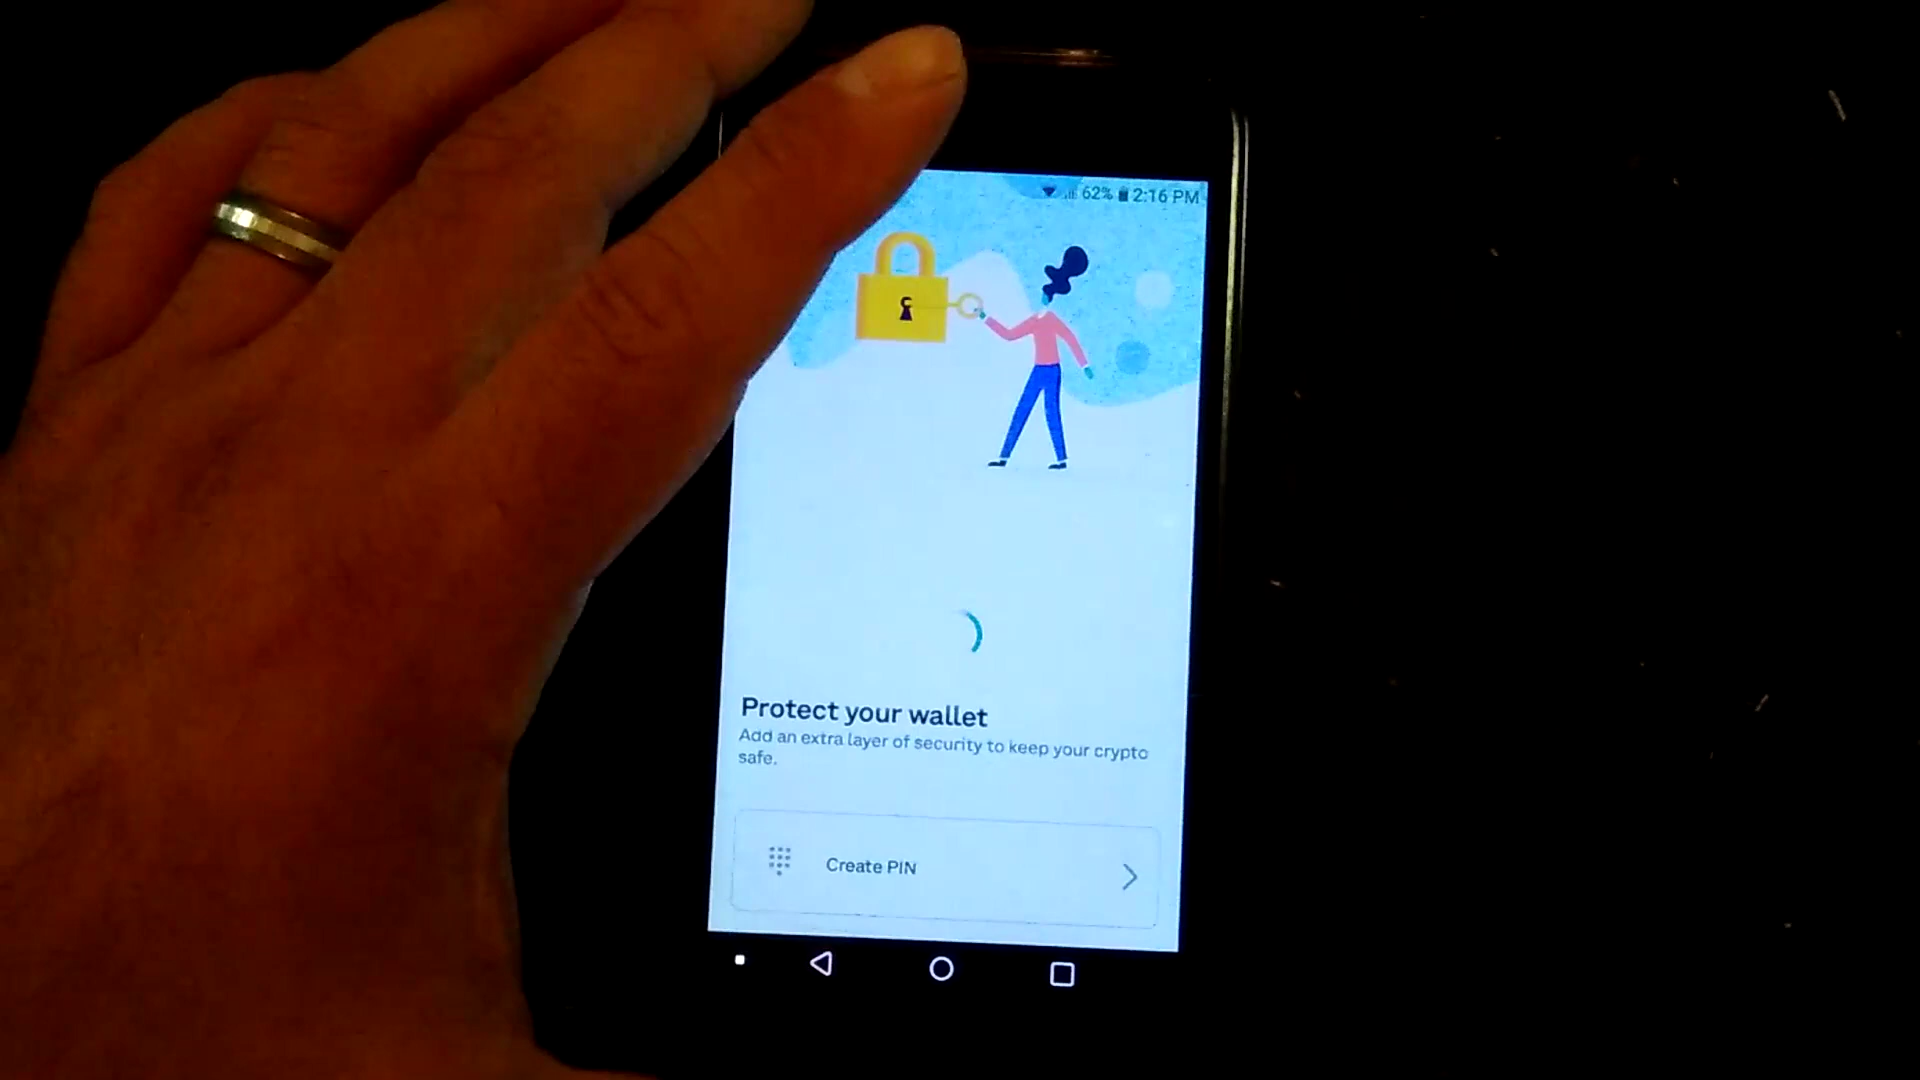 62% 2:16 PM
Protect your wallet
Add an extra layer of security to keep your crypto
safe.
Create PIN